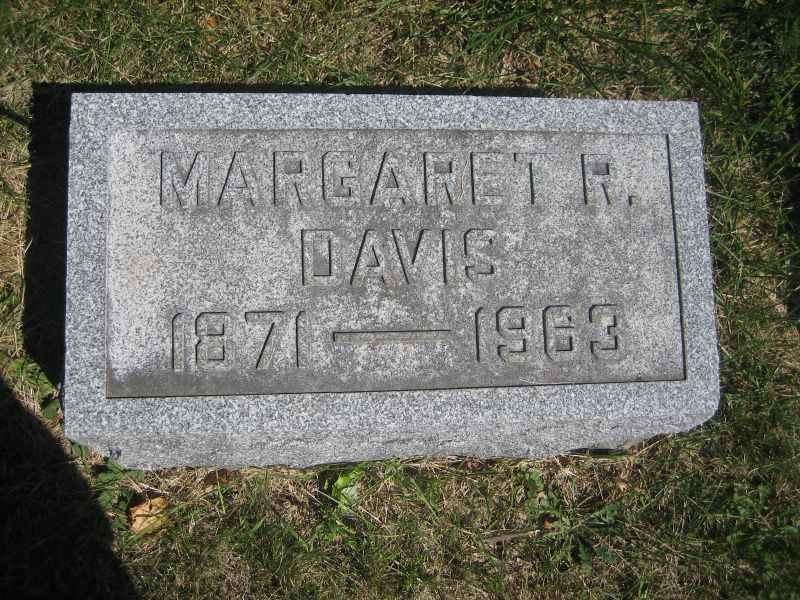 MARGARET R.
DAVIS
1871 — 1963